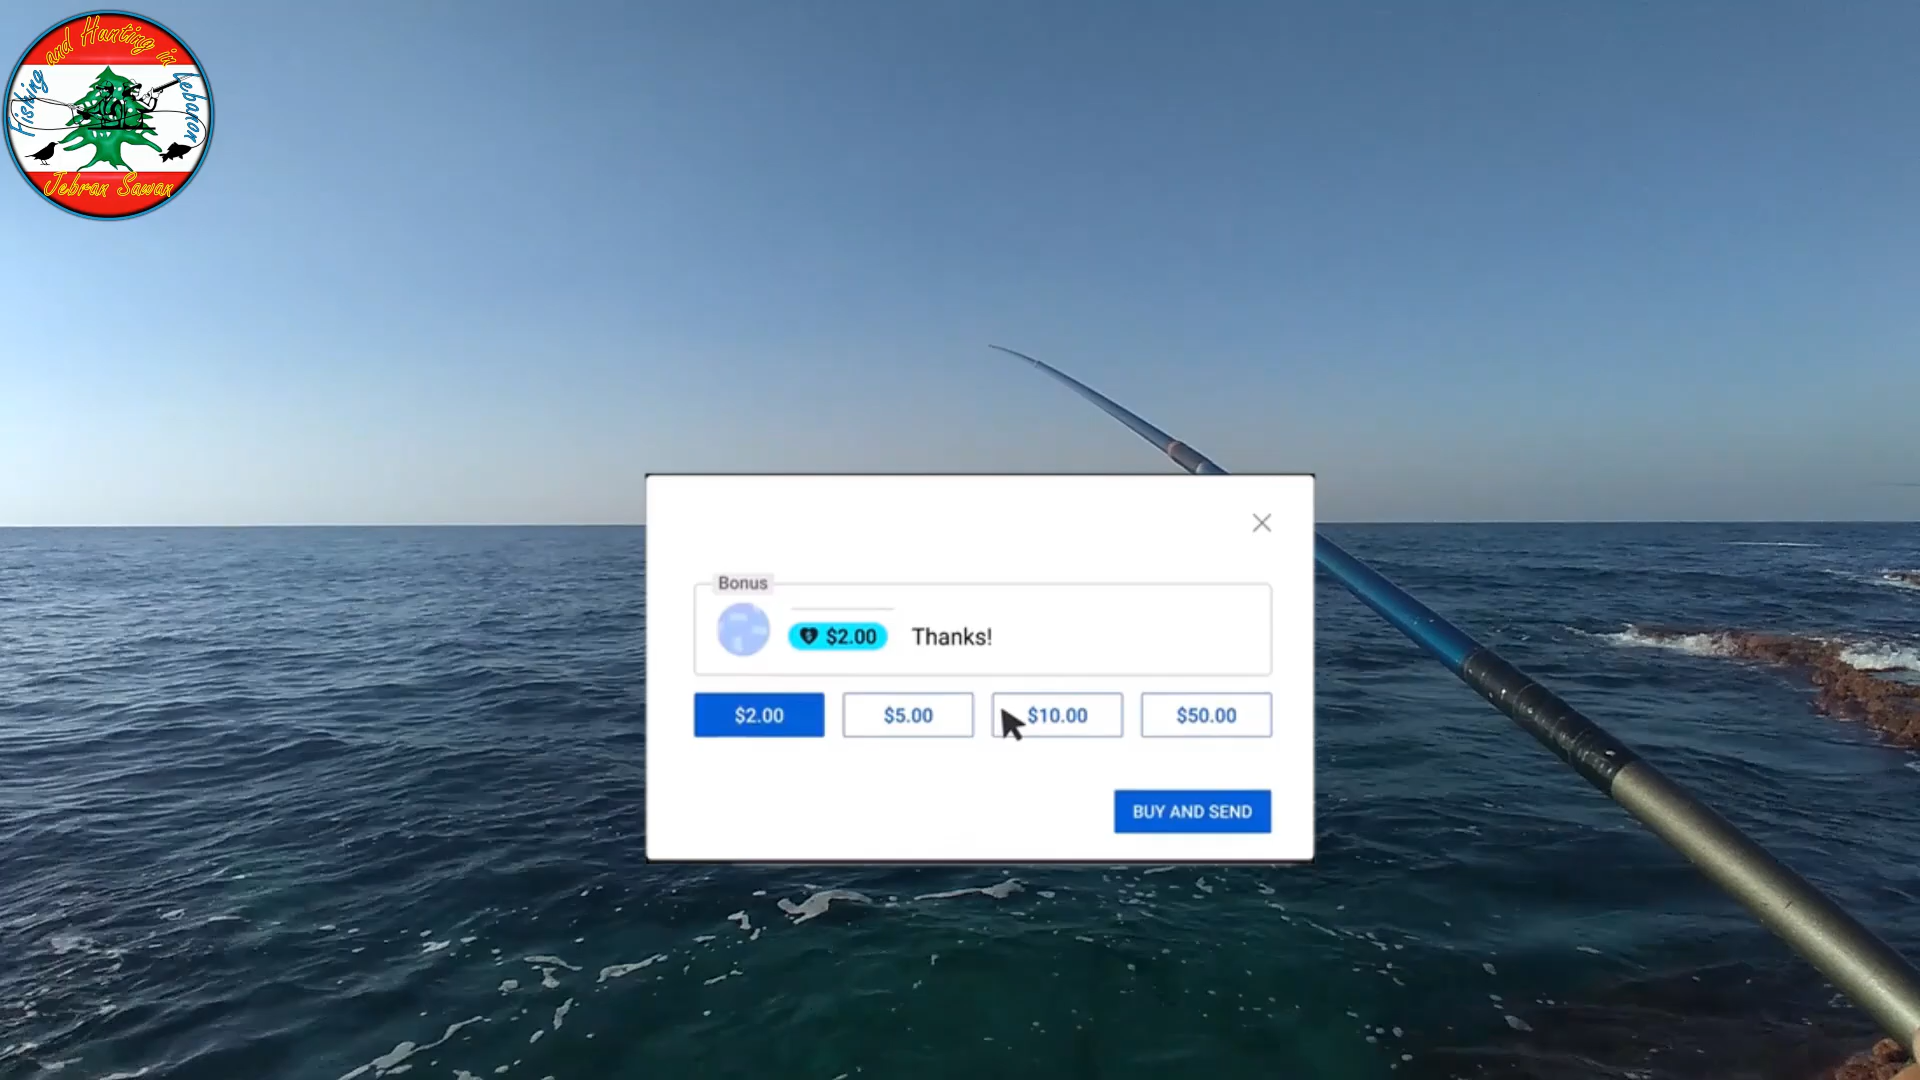 Fishing and Hunting in Lebanon
Jebran Sawan
Bonus
$2.00 Thanks!
$2.00 $5.00 $10.00 $50.00
BUY AND SEND